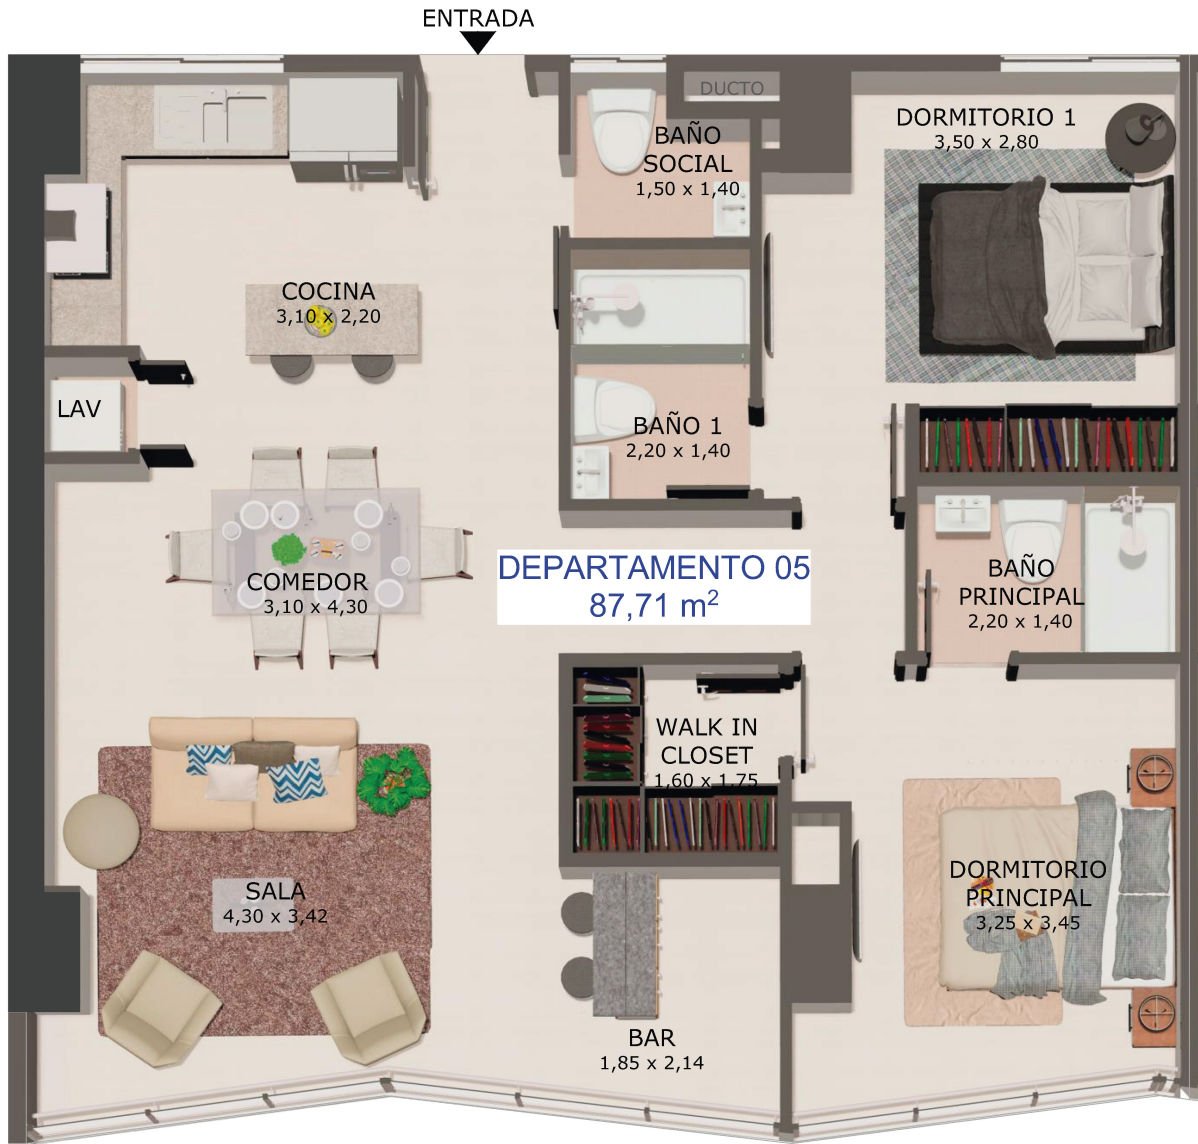 ENTRADA
DUCTO
BAÑO
SOCIAL
1,50 x 1,40
DORMITORIO 1
3,50 x 2,80
COCINA
3,10 x 2,20
LAV
BAÑO 1
2,20 x 1,40
COMEDOR
3,10 x 4,30
DEPARTAMENTO 05
87,71 m²
BAÑO
PRINCIPAL
2,20 x 1,40
WALK IN
CLOSET
1,60 x 1,75
SALA
4,30 x 3,42
DORMITORIO
PRINCIPAL
3,25 x 3,45
BAR
1,85 x 2,14